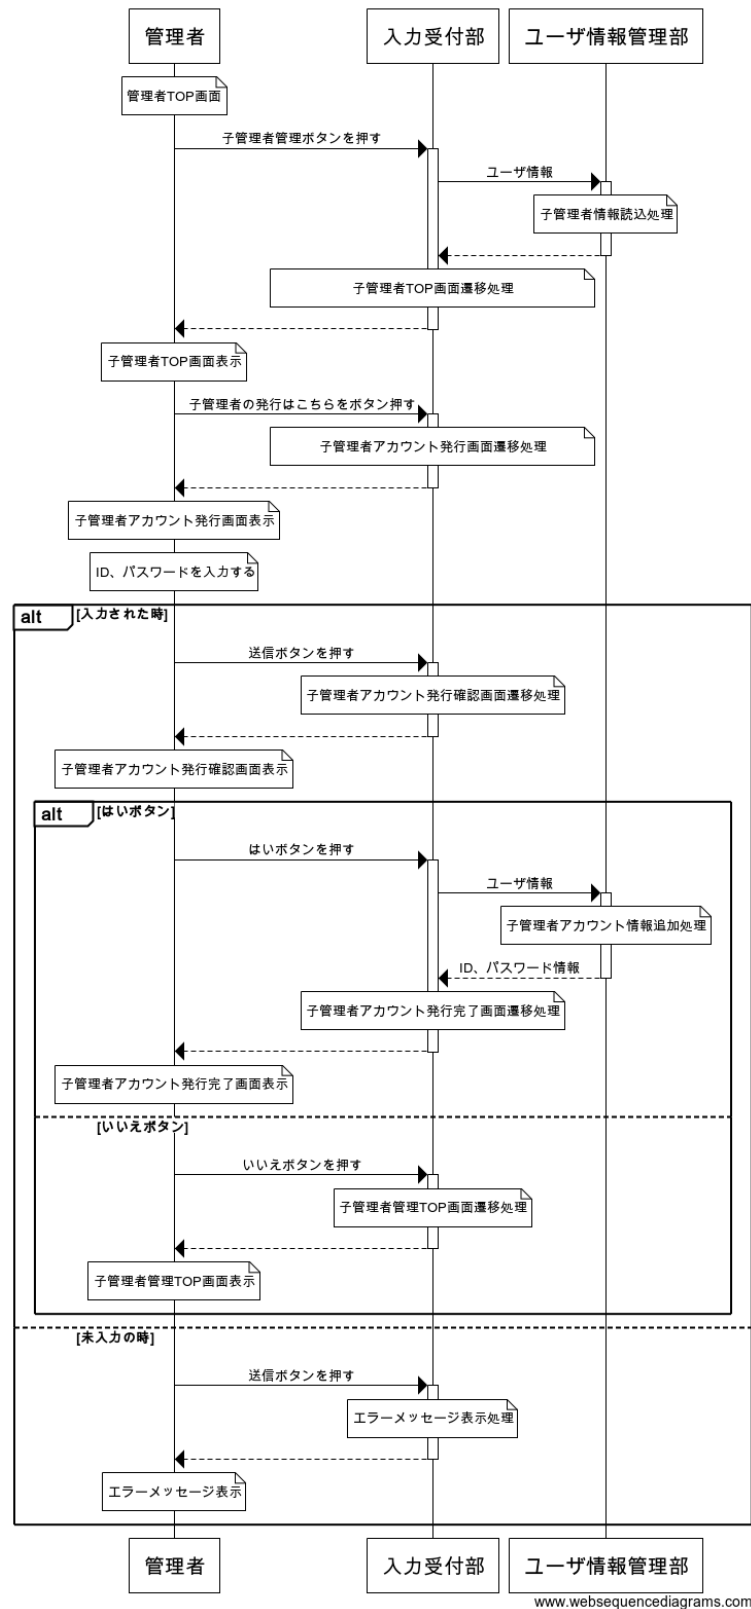 管理者
入力受付部
ユーザ情報管理部
管理者TOP画面
子管理者管理ボタンを押す
ユーザ情報
子管理者情報読込処理
子管理者TOP画面遷移処理
子管理者TOP画面表示
子管理者の発行はこちらをボタン押す
子管理者アカウント発行画面遷移処理
子管理者アカウント発行画面表示
ID、パスワードを入力する
alt
[入力された時]
送信ボタンを押す
子管理者アカウント発行確認画面遷移処理
子管理者アカウント発行確認画面表示
alt
[はいボタン]
はいボタンを押す
ユーザ情報
子管理者アカウント情報追加処理
ID、パスワード情報
子管理者アカウント発行完了画面遷移処理
子管理者アカウント発行完了画面表示
[いいえボタン]
いいえボタンを押す
子管理者管理TOP画面遷移処理
子管理者管理TOP画面表示
[未入力の時]
送信ボタンを押す
エラーメッセージ表示処理
エラーメッセージ表示
管理者
入力受付部
ユーザ情報管理部
www.websequencediagrams.com